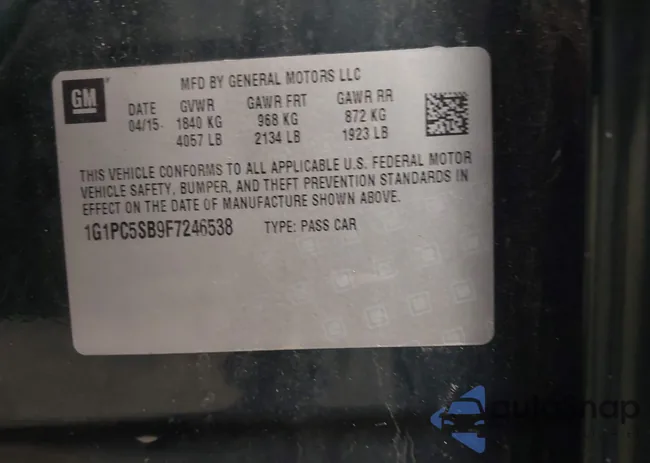 GM
MFD BY GENERAL MOTORS LLC
DATE GVWR GAWR FRT GAWR RR
04/15 1840 KG 968 KG 872 KG
4057 LB 2134 LB 1923 LB
THIS VEHICLE CONFORMS TO ALL APPLICABLE U.S. FEDERAL MOTOR
VEHICLE SAFETY, BUMPER, AND THEFT PREVENTION STANDARDS IN
EFFECT ON THE DATE OF MANUFACTURE SHOWN ABOVE.
1G1PC5SB9F7246538 TYPE: PASS CAR